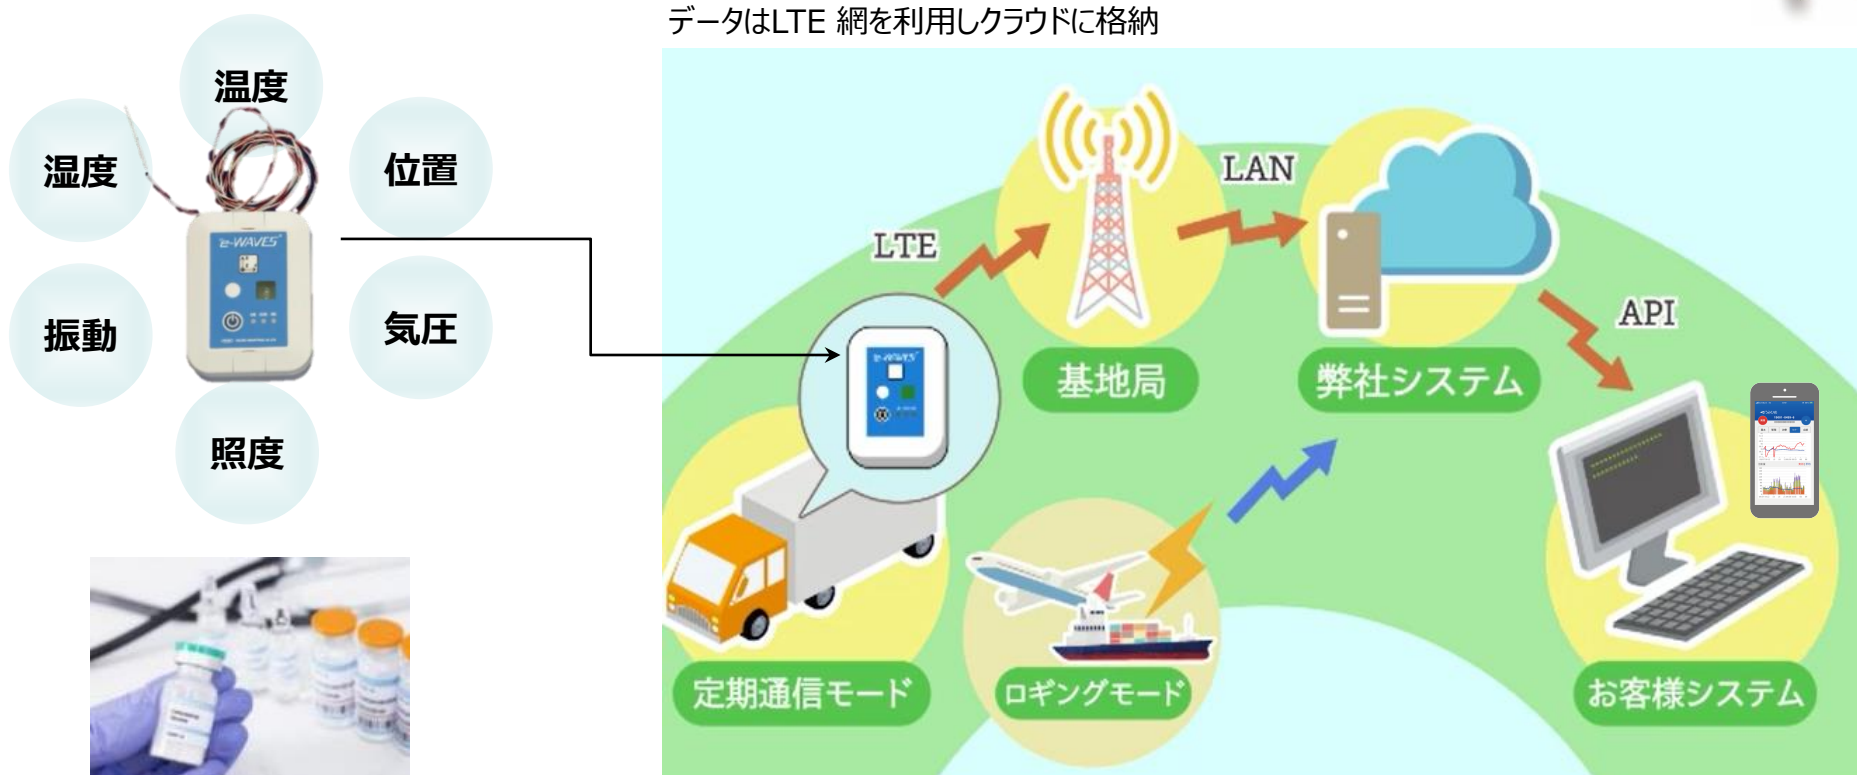 データはLTE 網を利用しクラウドに格納
温度
湿度
位置
e-WAVES
振動
気圧
照度
LTE
LAN
API
e-WAVES
基地局
弊社システム
定期通信モード
ロギングモード
お客様システム